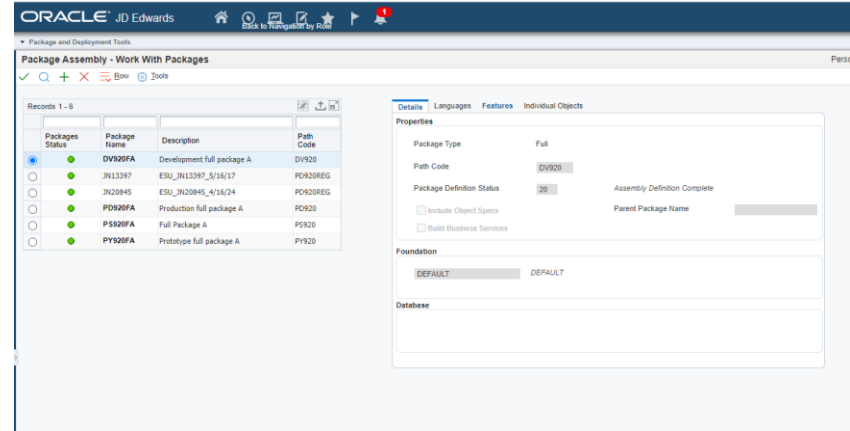 ORACLE JD Edwards
1
Back to Navigation by Role
Package and Deployment Tools
Package Assembly - Work With Packages
Perso
Row Tools
Records 1 - 6
Packages Status Package Name Description Path Code
DV920FA Development full package A DV920
JN13397 ESU_JN13397_5/16/17 PD920REG
JN20845 ESU_JN20845_4/16/24 PD920REG
PD920FA Production full package A PD920
PS920FA Full Package A PS920
PY920FA Prototype full package A PY920
Details Languages Features Individual Objects
Properties
Package Type Full
Path Code DV920
Package Definition Status 20 Assembly Definition Complete
Include Object Specs Parent Package Name
Build Business Services
Foundation
DEFAULT DEFAULT
Database